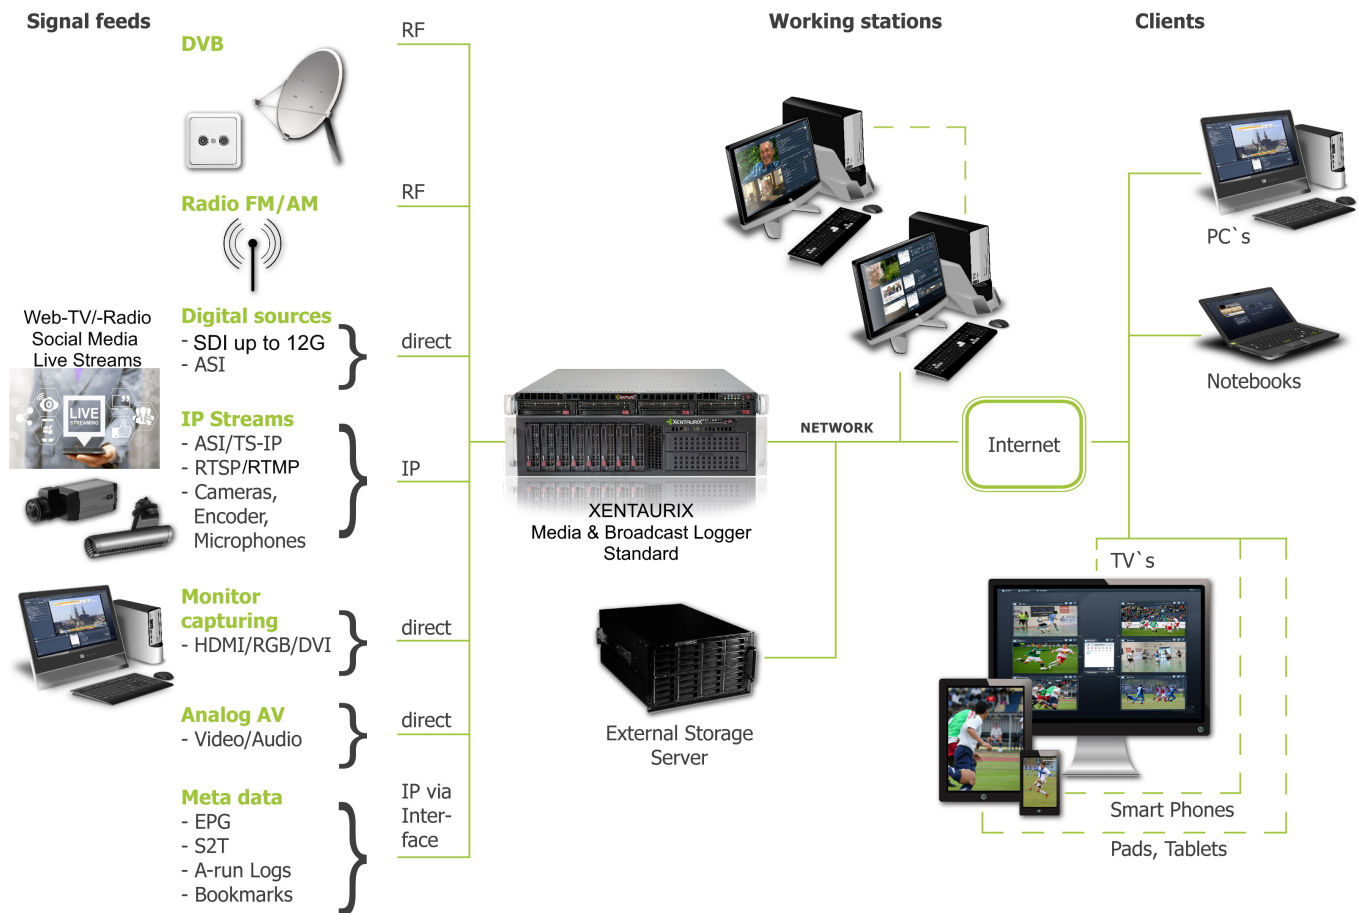 Signal feeds
Working stations
Clients
DVB
RF
Radio FM/AM
RF
Web-TV/-Radio
Social Media
Live Streams
LIVE
STREAMING
Digital sources
- SDI up to 12G
- ASI
direct
IP Streams
- ASI/TS-IP
- RTSP/RTMP
- Cameras,
Encoder,
Microphones
IP
Monitor
capturing
- HDMI/RGB/DVI
direct
Analog AV
- Video/Audio
direct
Meta data
- EPG
- S2T
- A-run Logs
- Bookmarks
IP via
Inter-
face
XENTAURIX
XENTAURIX
XENTAURIX
Media & Broadcast Logger
Standard
NETWORK
External Storage
Server
Internet
PC`s
Notebooks
TV`s
Smart Phones
Pads, Tablets